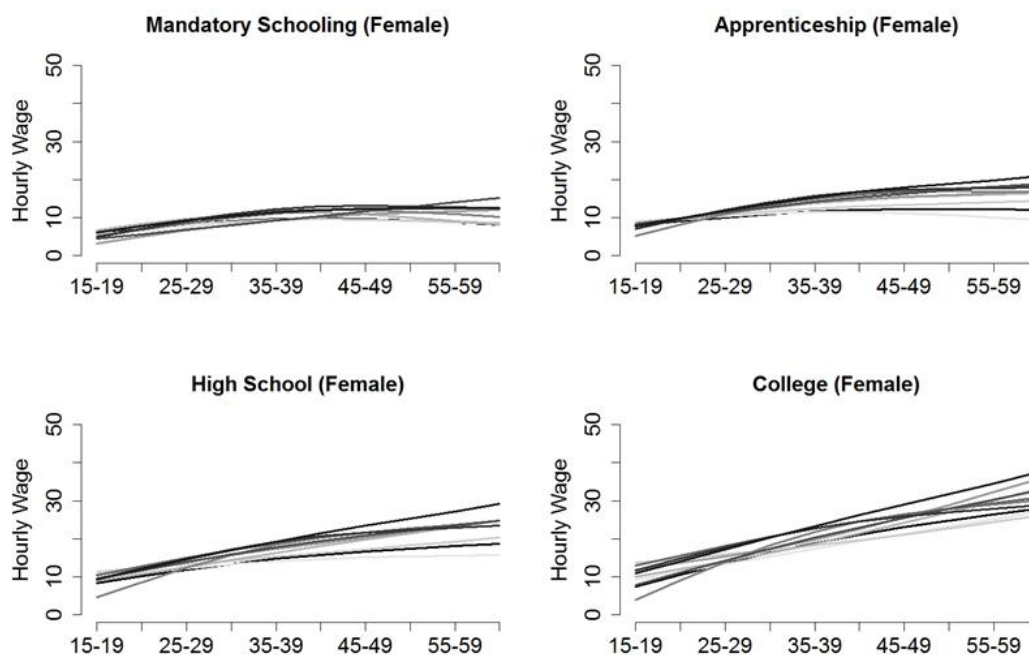 Mandatory Schooling (Female)
Hourly Wage
50
30
10
0
15-19 25-29 35-39 45-49 55-59
Apprenticeship (Female)
Hourly Wage
50
30
10
0
15-19 25-29 35-39 45-49 55-59
High School (Female)
Hourly Wage
50
30
10
0
15-19 25-29 35-39 45-49 55-59
College (Female)
Hourly Wage
50
30
10
0
15-19 25-29 35-39 45-49 55-59